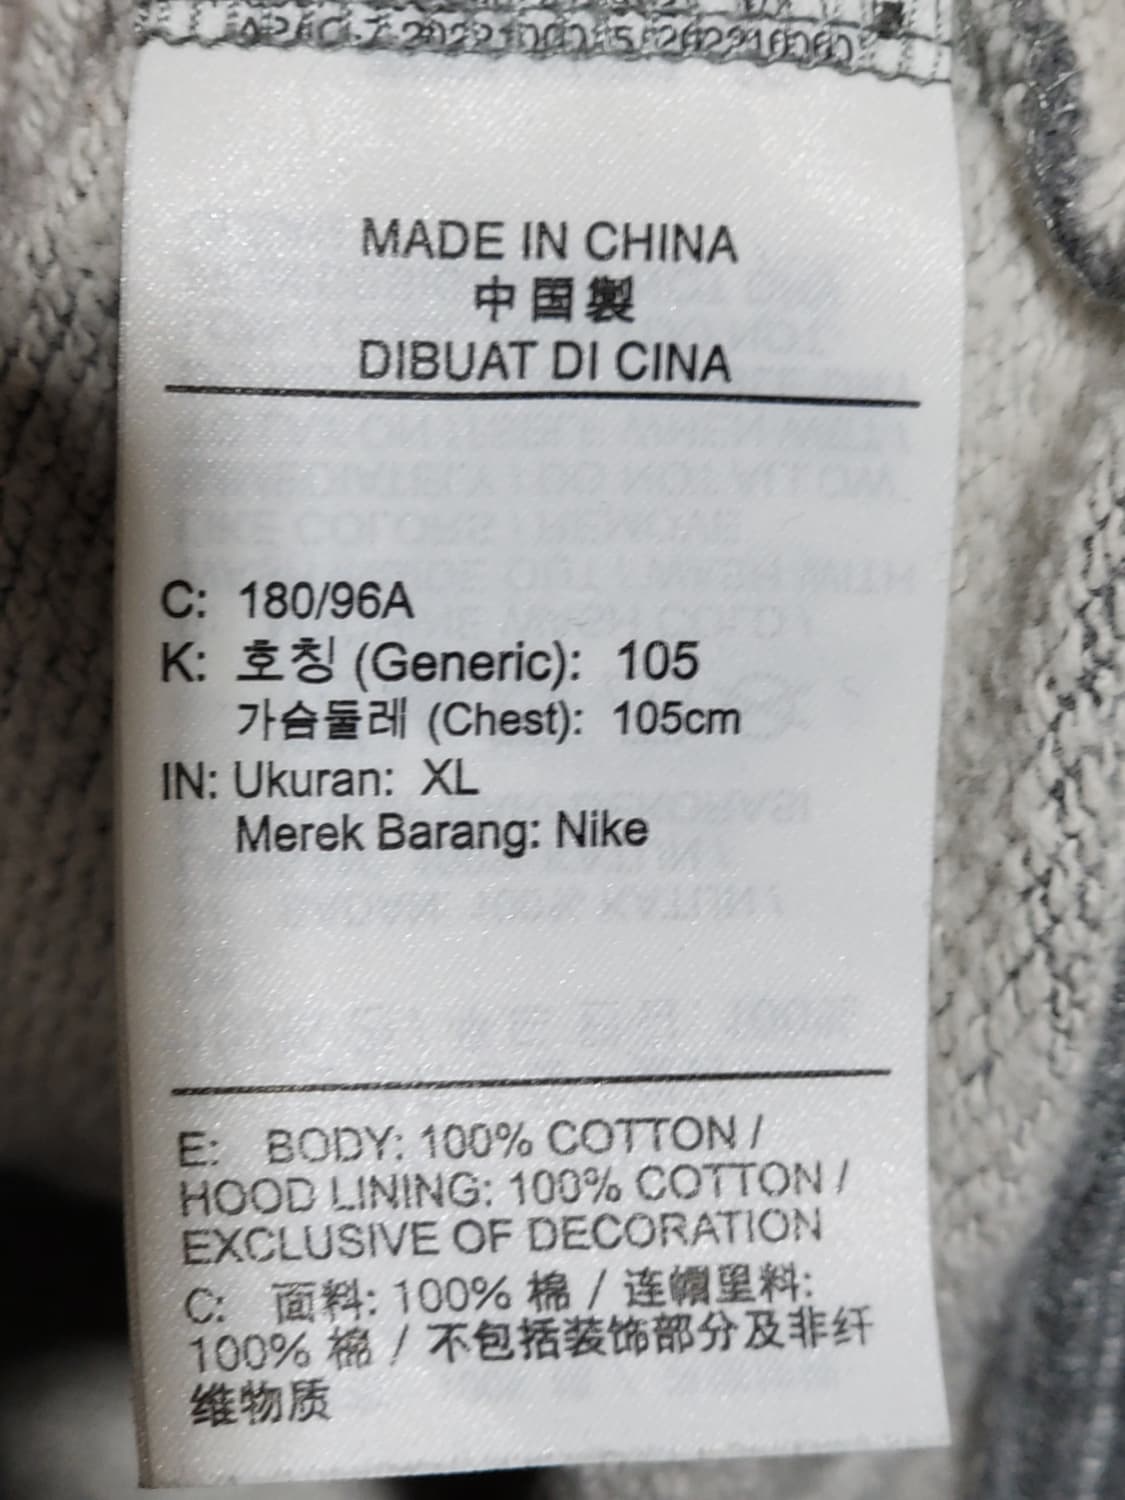 MADE IN CHINA
中国製
DIBUAT DI CINA
C: 180/96A
K: 호칭 (Generic): 105
가슴둘레 (Chest): 105cm
IN: Ukuran: XL
Merek Barang: Nike
E: BODY: 100% COTTON /
HOOD LINING: 100% COTTON /
EXCLUSIVE OF DECORATION
C: 面料: 100% 棉 / 连帽里料:
100% 棉 / 不包括装饰部分及非纤
维物质